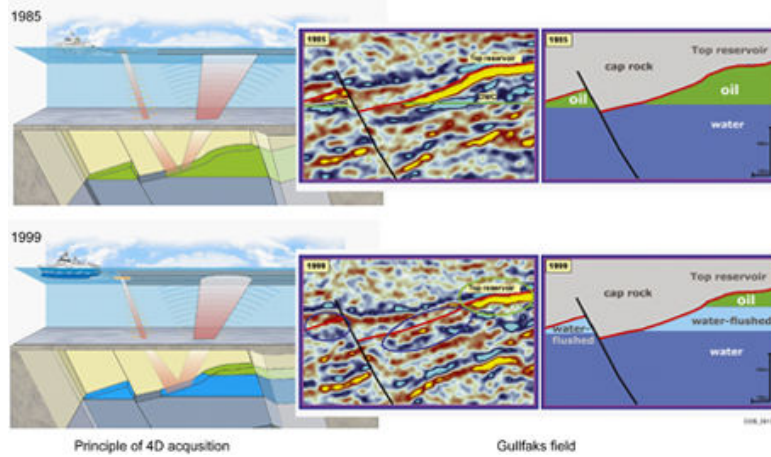 1985
1985
Top reservoir
OWC
1985
Top reservoir
cap rock
oil
oil
water
1999
1999
Top reservoir
1999
Top reservoir
cap rock
oil
water-flushed
water-
flushed
water
Principle of 4D acqusition
Gullfaks field